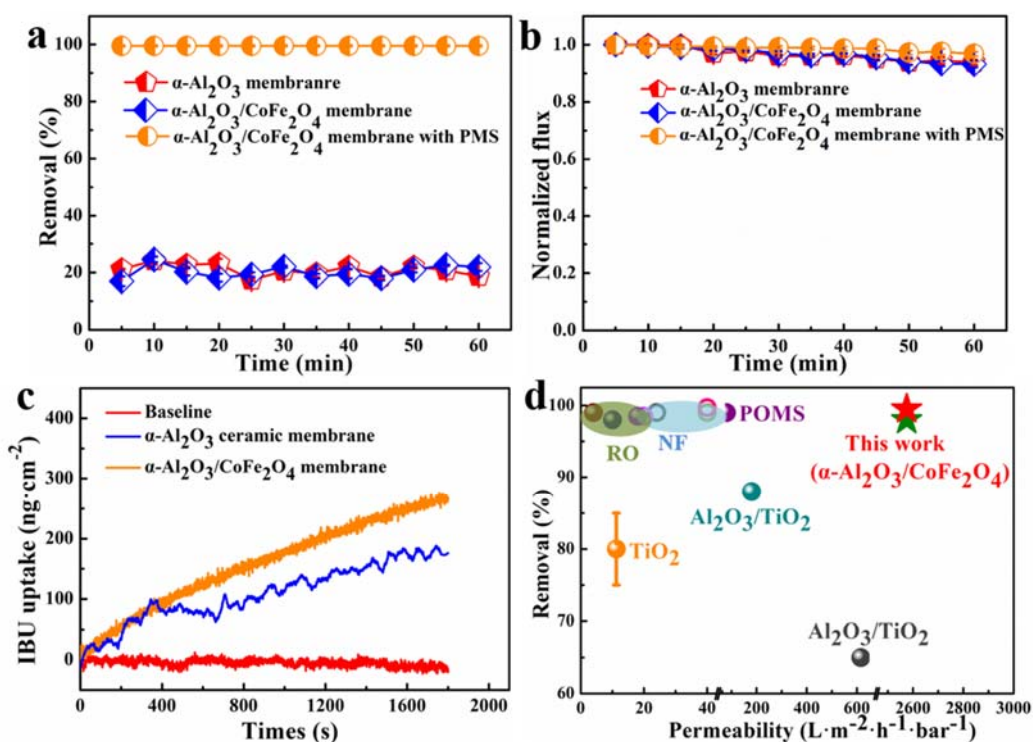 a
Removal (%)
100
80
60
40
20
0
α-Al₂O₃ membranre
α-Al₂O₃/CoFe₂O₄ membrane
α-Al₂O₃/CoFe₂O₄ membrane with PMS
0 10 20 30 40 50 60
Time (min)
b
Normalized flux
1.0
0.8
0.6
0.4
0.2
0.0
α-Al₂O₃ membranre
α-Al₂O₃/CoFe₂O₄ membrane
α-Al₂O₃/CoFe₂O₄ membrane with PMS
0 10 20 30 40 50 60
Time (min)
c
IBU uptake (ng·cm⁻²)
400
300
200
100
0
Baseline
α-Al₂O₃ ceramic membrane
α-Al₂O₃/CoFe₂O₄ membrane
0 400 800 1200 1600 2000
Times (s)
d
Removal (%)
100
90
80
70
60
RO
NF
POMS
This work
(α-Al₂O₃/CoFe₂O₄)
Al₂O₃/TiO₂
TiO₂
Al₂O₃/TiO₂
0 20 40 200 400 600 2600 2800 3000
Permeability (L·m⁻²·h⁻¹·bar⁻¹)